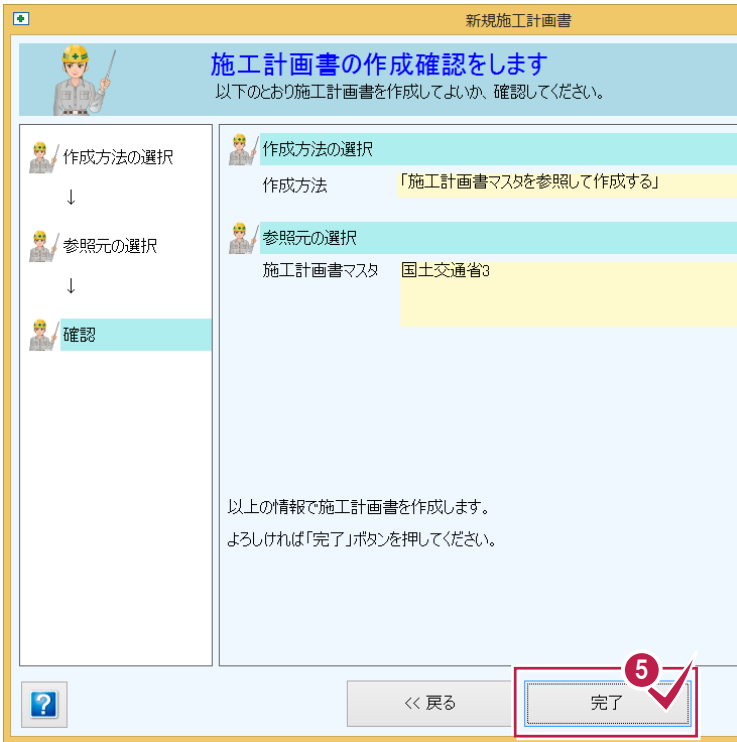 新規施工計画書
施工計画書の作成確認をします
以下のとおり施工計画書を作成してよいか、確認してください。
作成方法の選択
↓
参照元の選択
↓
確認
作成方法の選択
作成方法 「施工計画書マスタを参照して作成する」
参照元の選択
施工計画書マスタ 国土交通省3
以上の情報で施工計画書を作成します。
よろしければ「完了」ボタンを押してください。
?
<< 戻る
完了
5